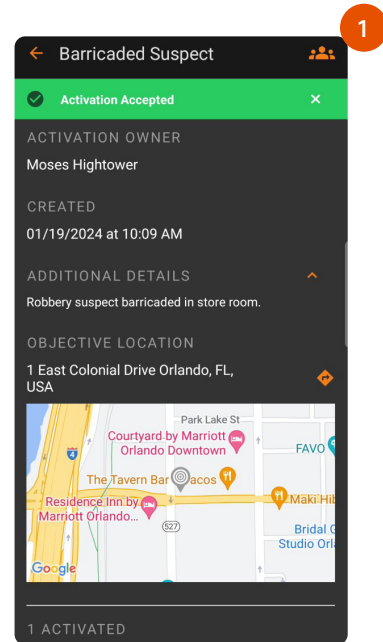 1
Barricaded Suspect
Activation Accepted
ACTIVATION OWNER
Moses Hightower
CREATED
01/19/2024 at 10:09 AM
ADDITIONAL DETAILS
Robbery suspect barricaded in store room.
OBJECTIVE LOCATION
1 East Colonial Drive Orlando, FL,
USA
Park Lake St
Courtyard by Marriott
Orlando Downtown
4
FAVO
The Tavern Bar
acos
Residence Inn by
Marriott Orlando...
Maki Hib
527
Bridal G
Studio Orla
Google
1 ACTIVATED